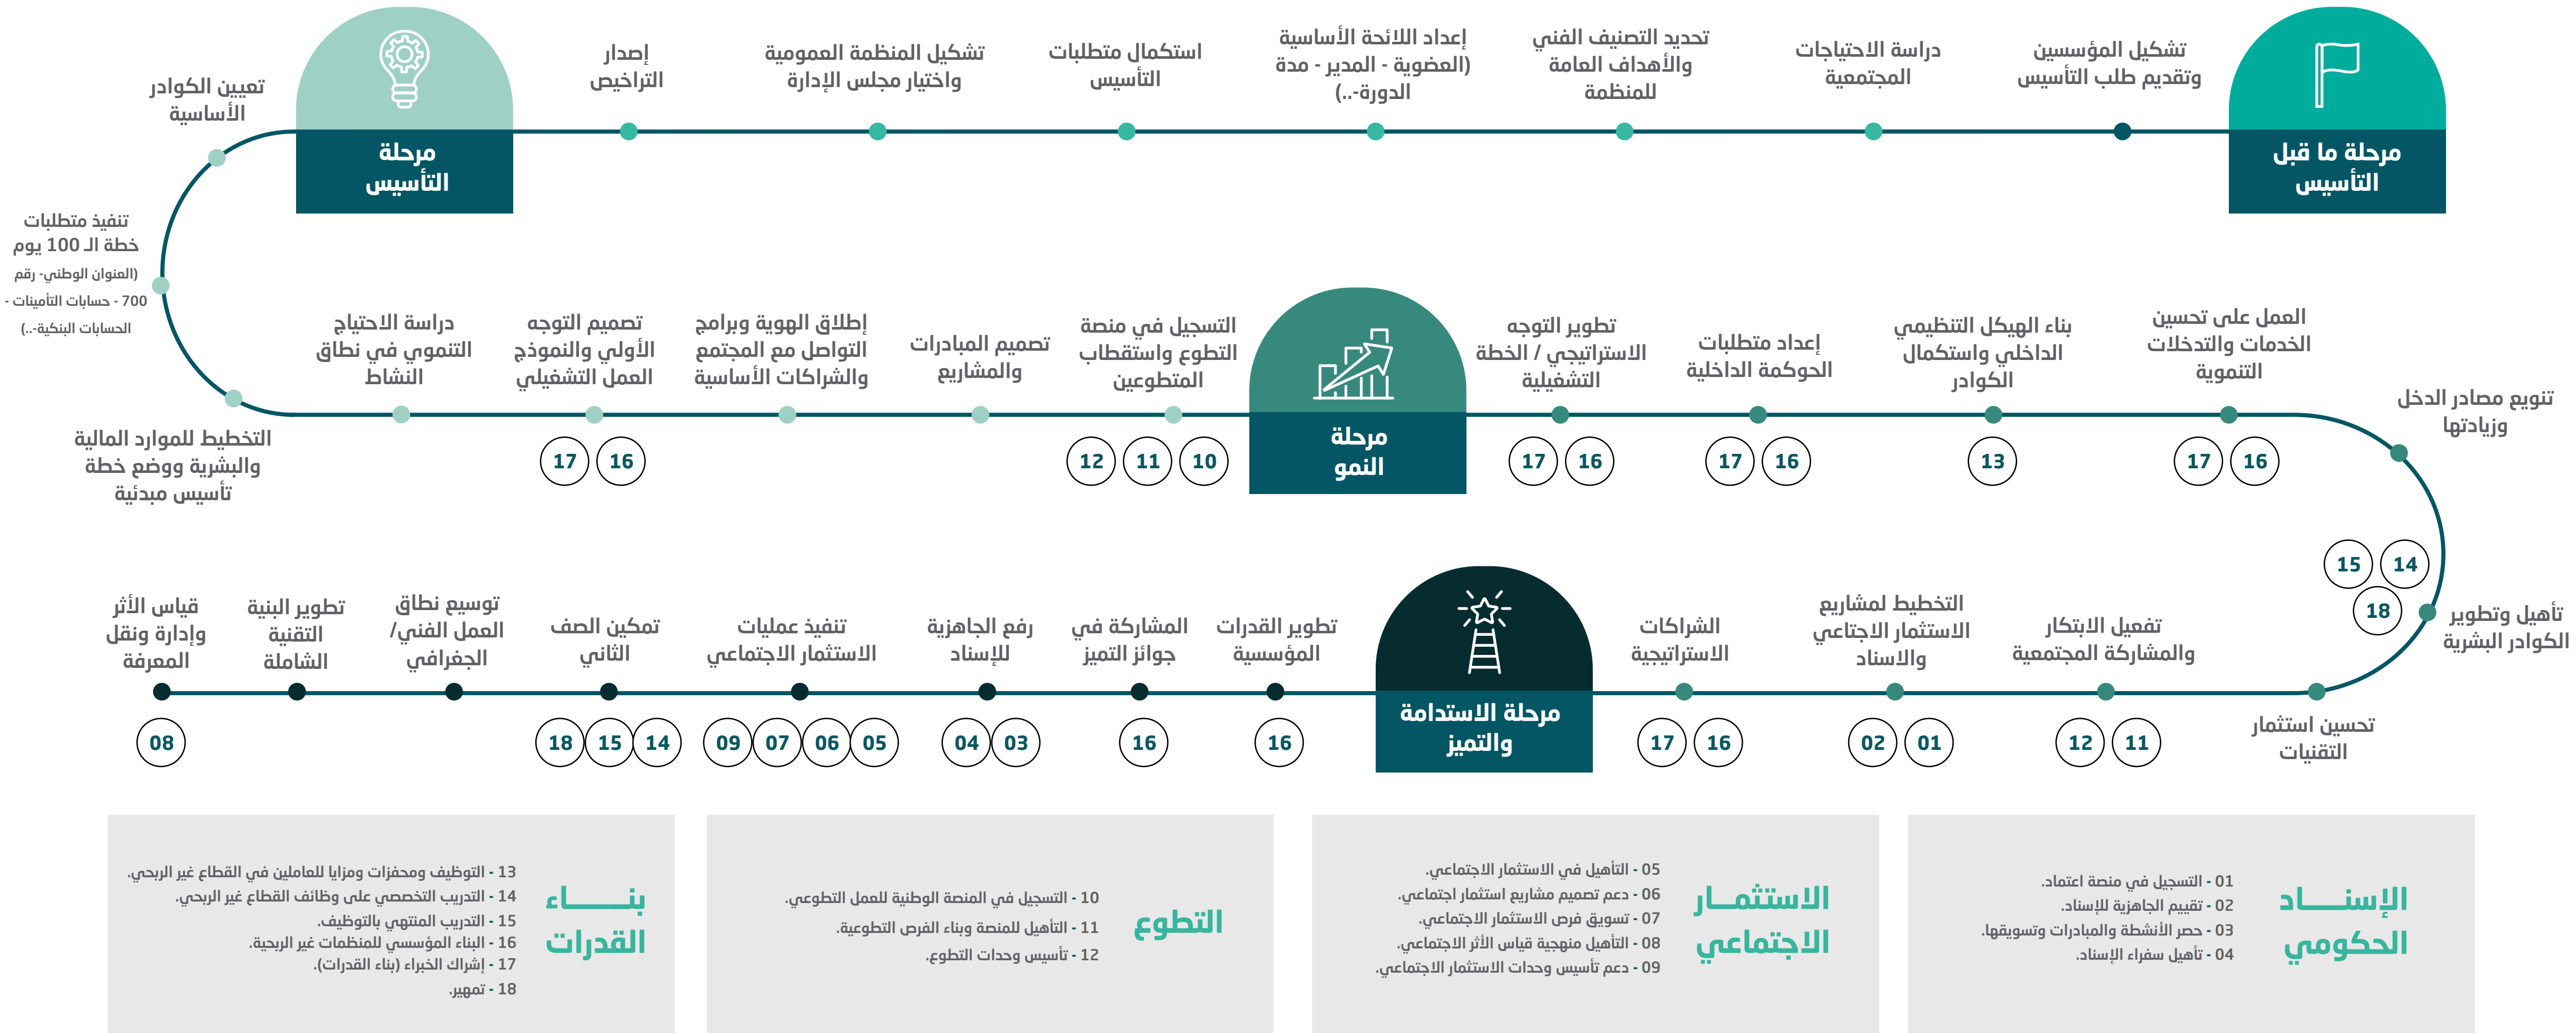 مرحلة ما قبل
التأسيس
تشكيل المؤسسين
وتقديم طلب التأسيس
دراسة الاحتياجات
المجتمعية
تحديد التصنيف الفني
والأهداف العامة
للمنظمة
إعداد اللائحة الأساسية
(العضوية - المدير - مدة
الدورة-..)
استكمال متطلبات
التأسيس
تشكيل المنظمة العمومية
واختيار مجلس الإدارة
إصدار
التراخيص
مرحلة
التأسيس
تعيين الكوادر
الأساسية
تنفيذ متطلبات
خطة الـ 100 يوم
(العنوان الوطني- رقم
700 - حسابات التأمينات -
الحسابات البنكية-..)
التخطيط للموارد المالية
والبشرية ووضع خطة
تأسيس مبدئية
دراسة الاحتياج
التنموي في نطاق
النشاط
تصميم التوجه
الأولي والنموذج
العمل التشغيلي
16 17
إطلاق الهوية وبرامج
التواصل مع المجتمع
والشراكات الأساسية
تصميم المبادرات
والمشاريع
التسجيل في منصة
التطوع واستقطاب
المتطوعين
10 11 12
مرحلة
النمو
تطوير التوجه
الاستراتيجي / الخطة
التشغيلية
16 17
إعداد متطلبات
الحوكمة الداخلية
16 17
بناء الهيكل التنظيمي
الداخلي واستكمال
الكوادر
13
العمل على تحسين
الخدمات والتدخلات
التنموية
16 17
تنويع مصادر الدخل
وزيادتها
تأهيل وتطوير
الكوادر البشرية
14 15
18
تحسين استثمار
التقنيات
تفعيل الابتكار
والمشاركة المجتمعية
11 12
التخطيط لمشاريع
الاستثمار الاجتاعي
والاسناد
01 02
الشراكات
الاستراتيجية
16 17
مرحلة الاستدامة
والتميز
تطوير القدرات
المؤسسية
16
المشاركة في
جوائز التميز
16
رفع الجاهزية
للإسناد
03 04
تنفيذ عمليات
الاستثمار الاجتماعي
05 06 07 09
تمكين الصف
الثاني
14 15 18
توسيع نطاق
العمل الفني/
الجغرافي
تطوير البنية
التقنية
الشاملة
قياس الأثر
وإدارة ونقل
المعرفة
08
الإسنــــاد
الحكومي
01 - التسجيل في منصة اعتماد.
02 - تقييم الجاهزية للإسناد.
03 - حصر الأنشطة والمبادرات وتسويقها.
04 - تأهيل سفراء الإسناد.
الاستثمــار
الاجتماعي
05 - التأهيل في الاستثمار الاجتماعي.
06 - دعم تصميم مشاريع استثمار اجتماعي.
07 - تسويق فرص الاستثمار الاجتماعي.
08 - التأهيل منهجية قياس الأثر الاجتماعي.
09 - دعم تأسيس وحدات الاستثمار الاجتماعي.
التطوع
10 - التسجيل في المنصة الوطنية للعمل التطوعي.
11 - التأهيل للمنصة وبناء الفرص التطوعية.
12 - تأسيس وحدات التطوع.
بنــــــاء
القدرات
13 - التوظيف ومحفزات ومزايا للعاملين في القطاع غير الربحي.
14 - التدريب التخصصي على وظائف القطاع غير الربحي.
15 - التدريب المنتهي بالتوظيف.
16 - البناء المؤسسي للمنظمات غير الربحية.
17 - إشراك الخبراء (بناء القدرات).
18 - تمهير.